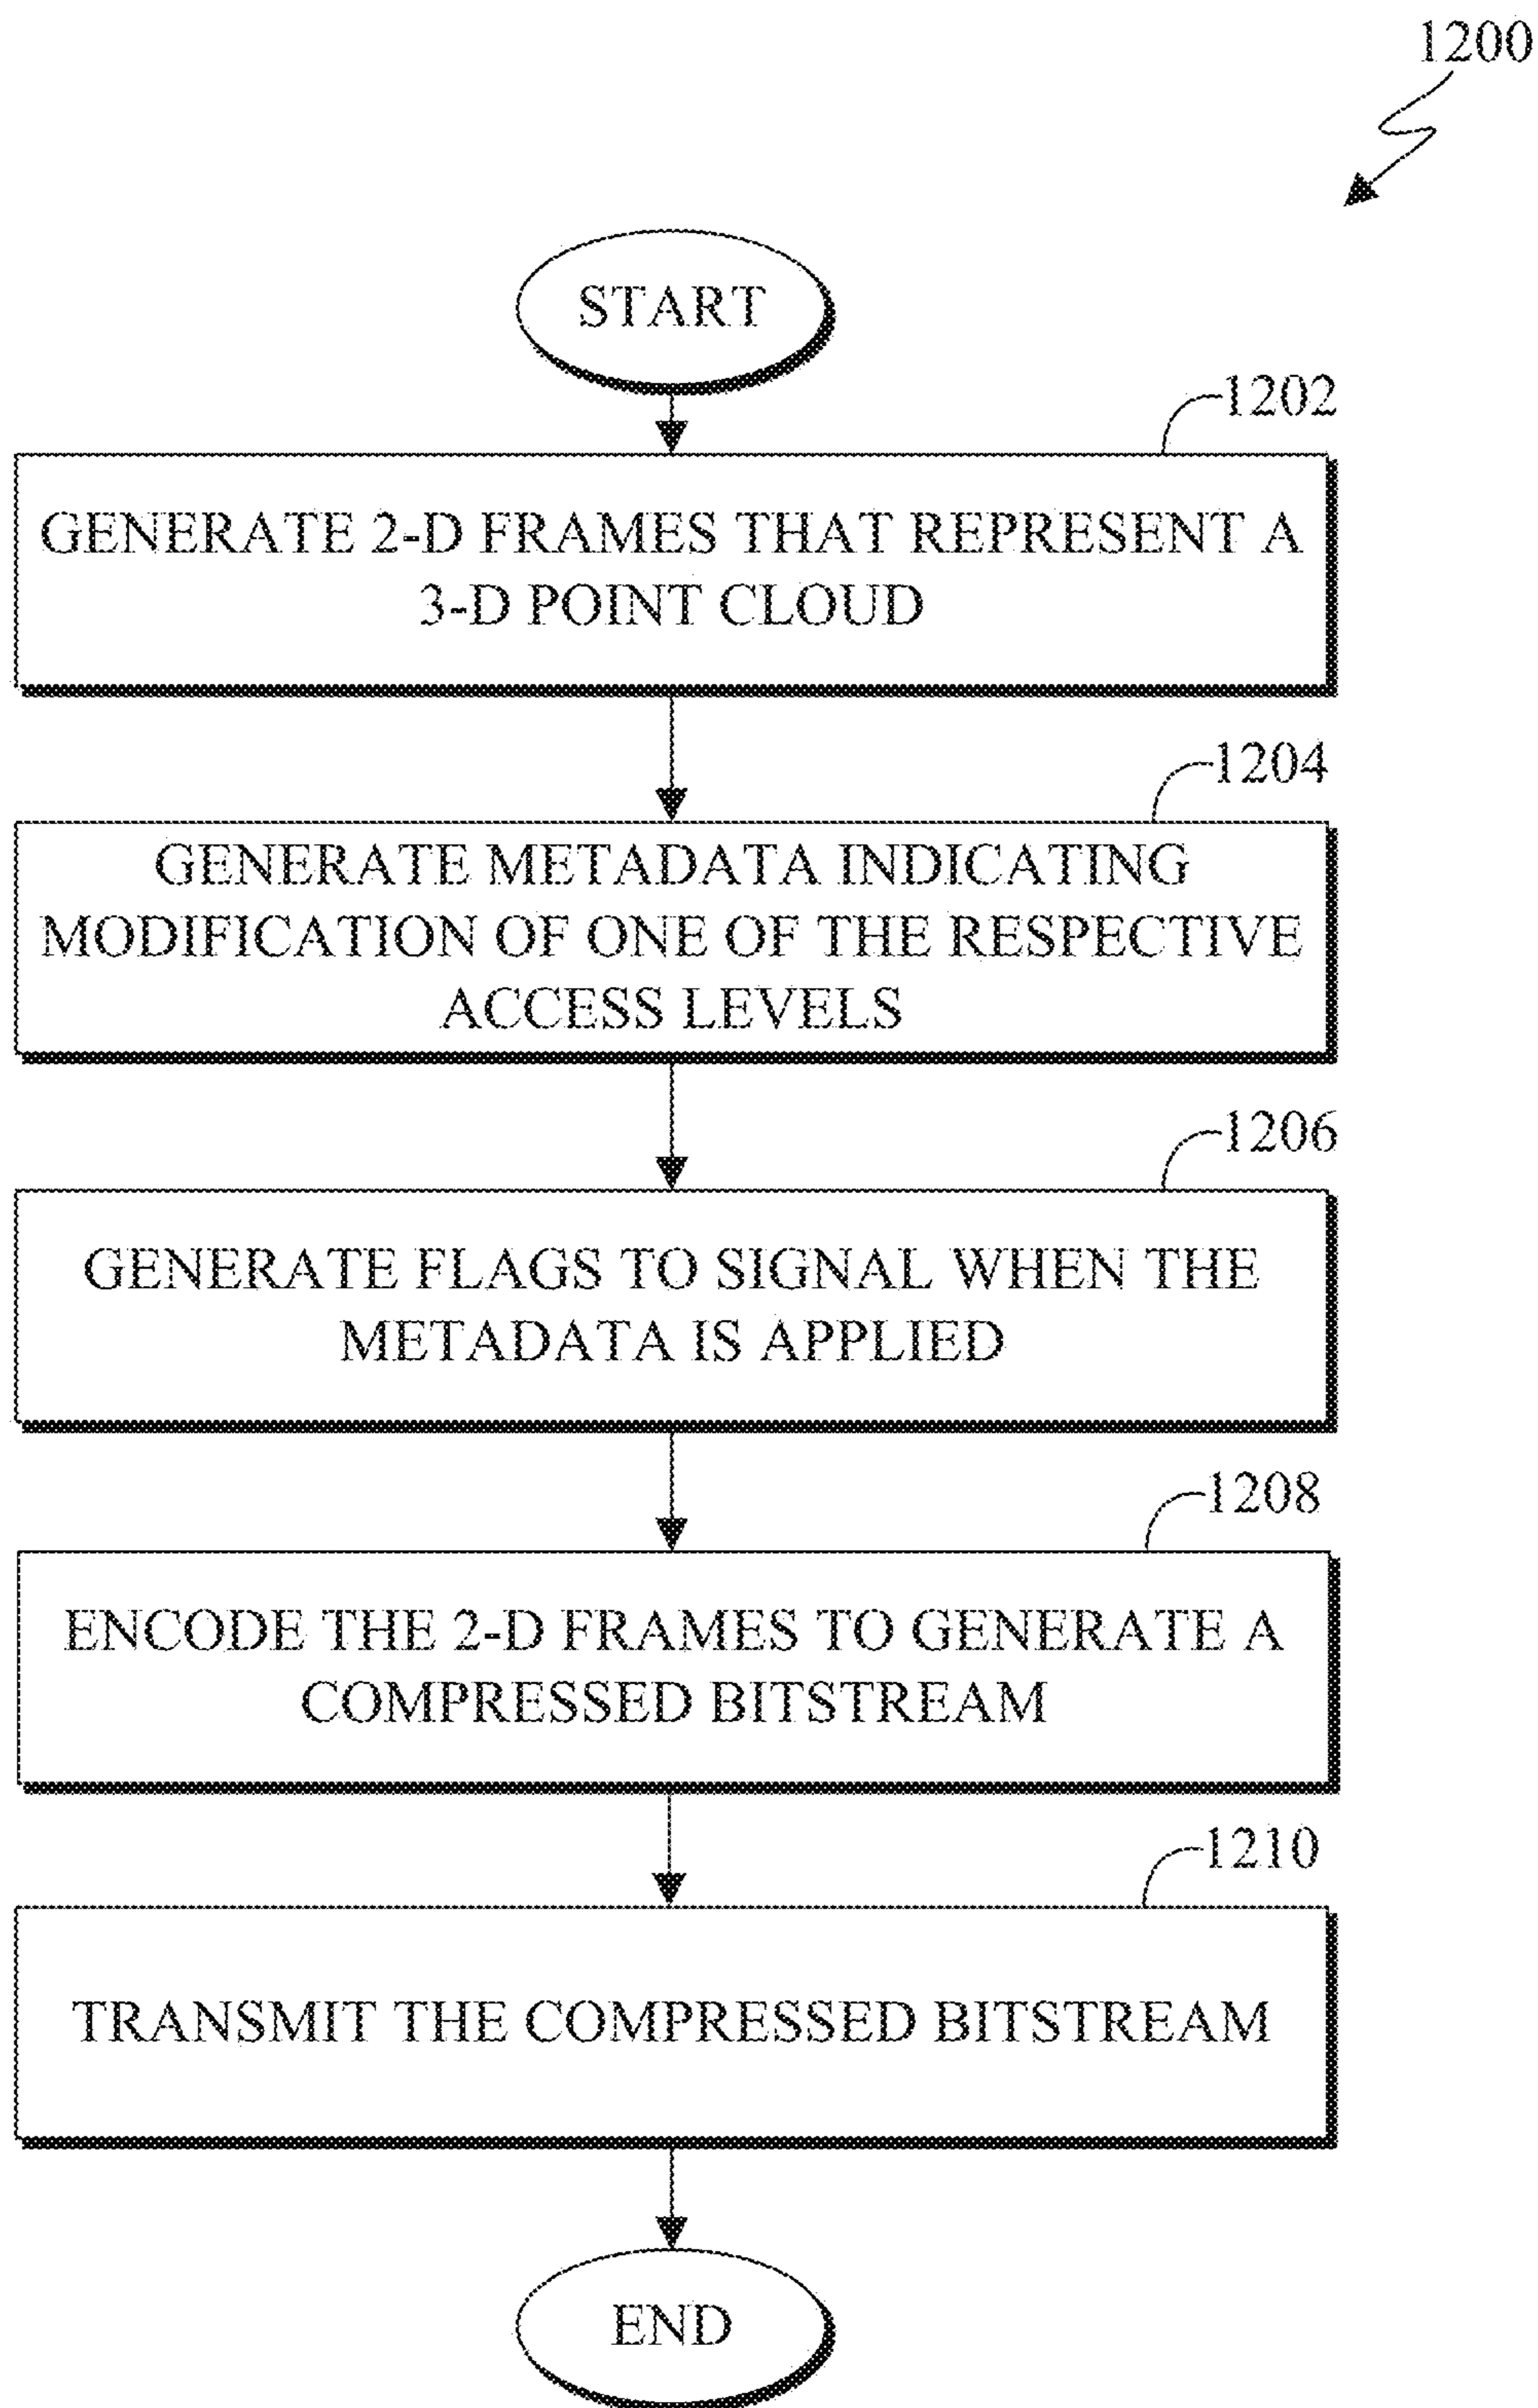 1200
START
1202
GENERATE 2-D FRAMES THAT REPRESENT A
3-D POINT CLOUD
1204
GENERATE METADATA INDICATING
MODIFICATION OF ONE OF THE RESPECTIVE
ACCESS LEVELS
1206
GENERATE FLAGS TO SIGNAL WHEN THE
METADATA IS APPLIED
1208
ENCODE THE 2-D FRAMES TO GENERATE A
COMPRESSED BITSTREAM
1210
TRANSMIT THE COMPRESSED BITSTREAM
END